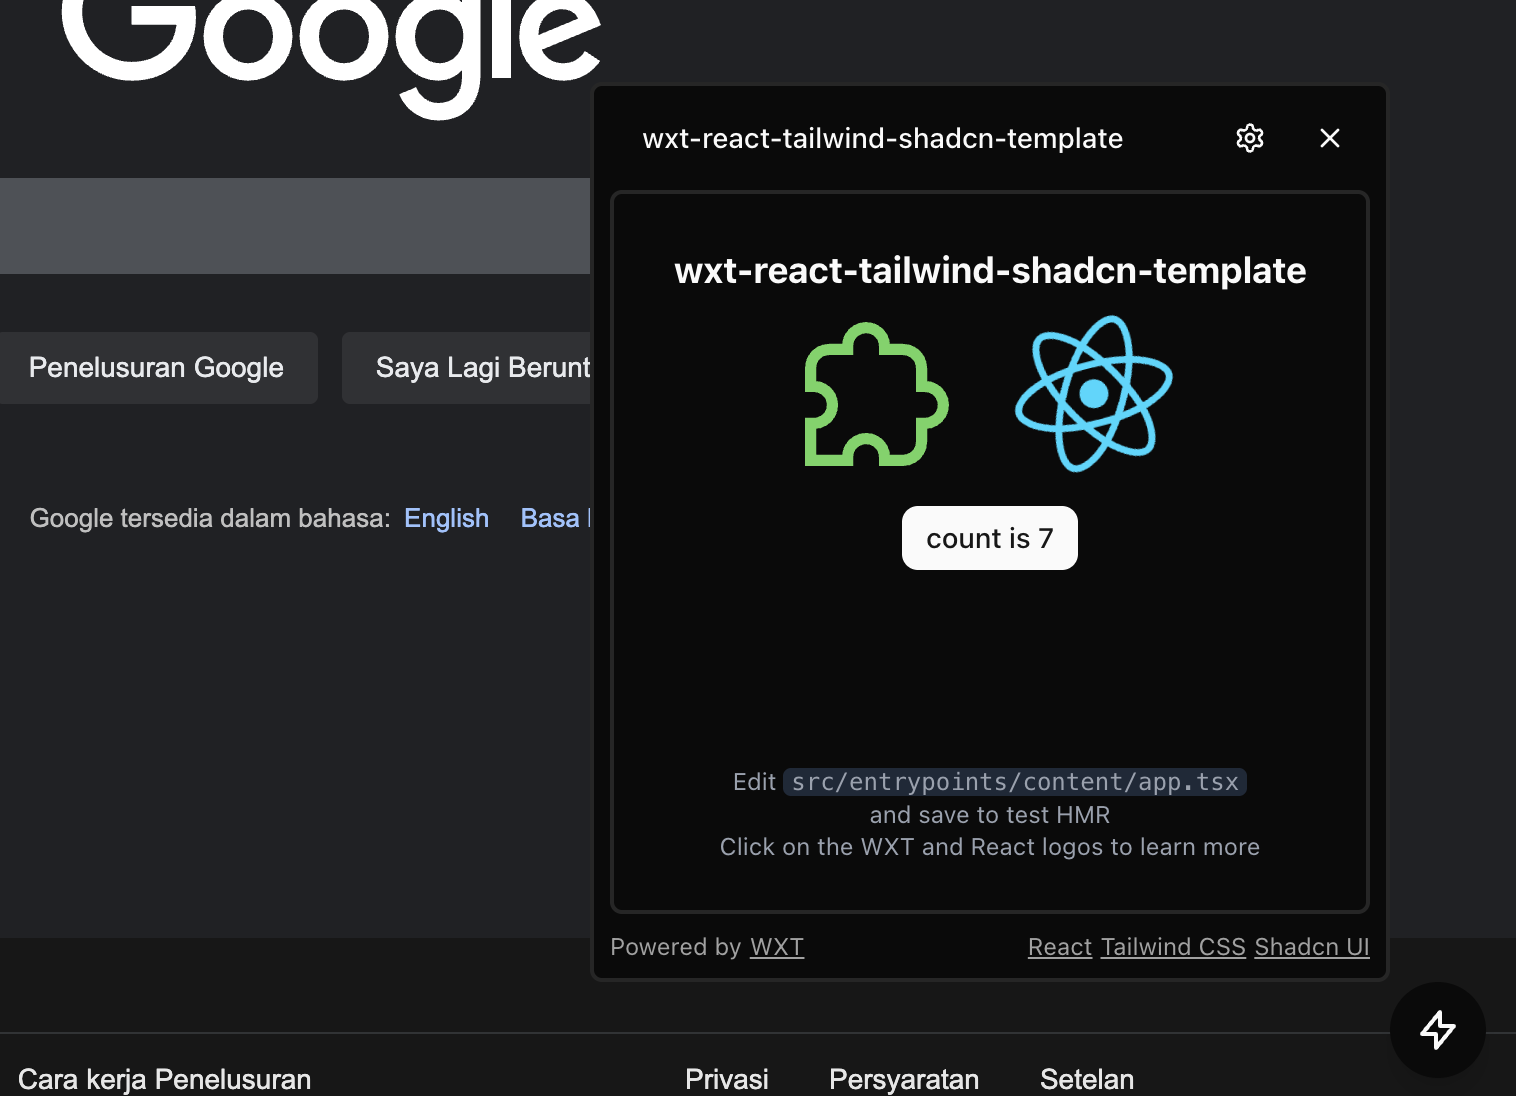 Google
wxt-react-tailwind-shadcn-template
wxt-react-tailwind-shadcn-template
count is 7
Edit src/entrypoints/content/app.tsx
and save to test HMR
Click on the WXT and React logos to learn more
Powered by WXT
React Tailwind CSS Shadcn UI
Penelusuran Google
Saya Lagi Berunt
Google tersedia dalam bahasa: English Basa
Cara kerja Penelusuran
Privasi Persyaratan Setelan